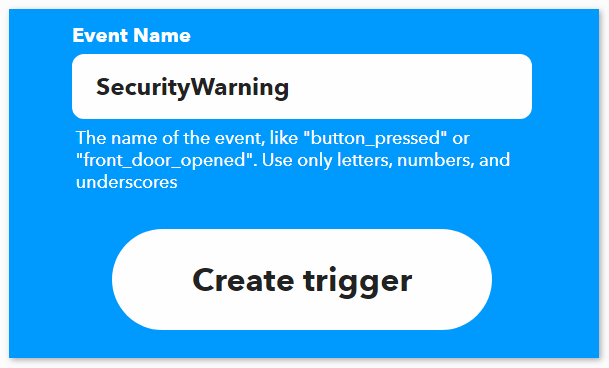 Event Name
SecurityWarning
The name of the event, like "button_pressed" or
"front_door_opened". Use only letters, numbers, and
underscores
Create trigger